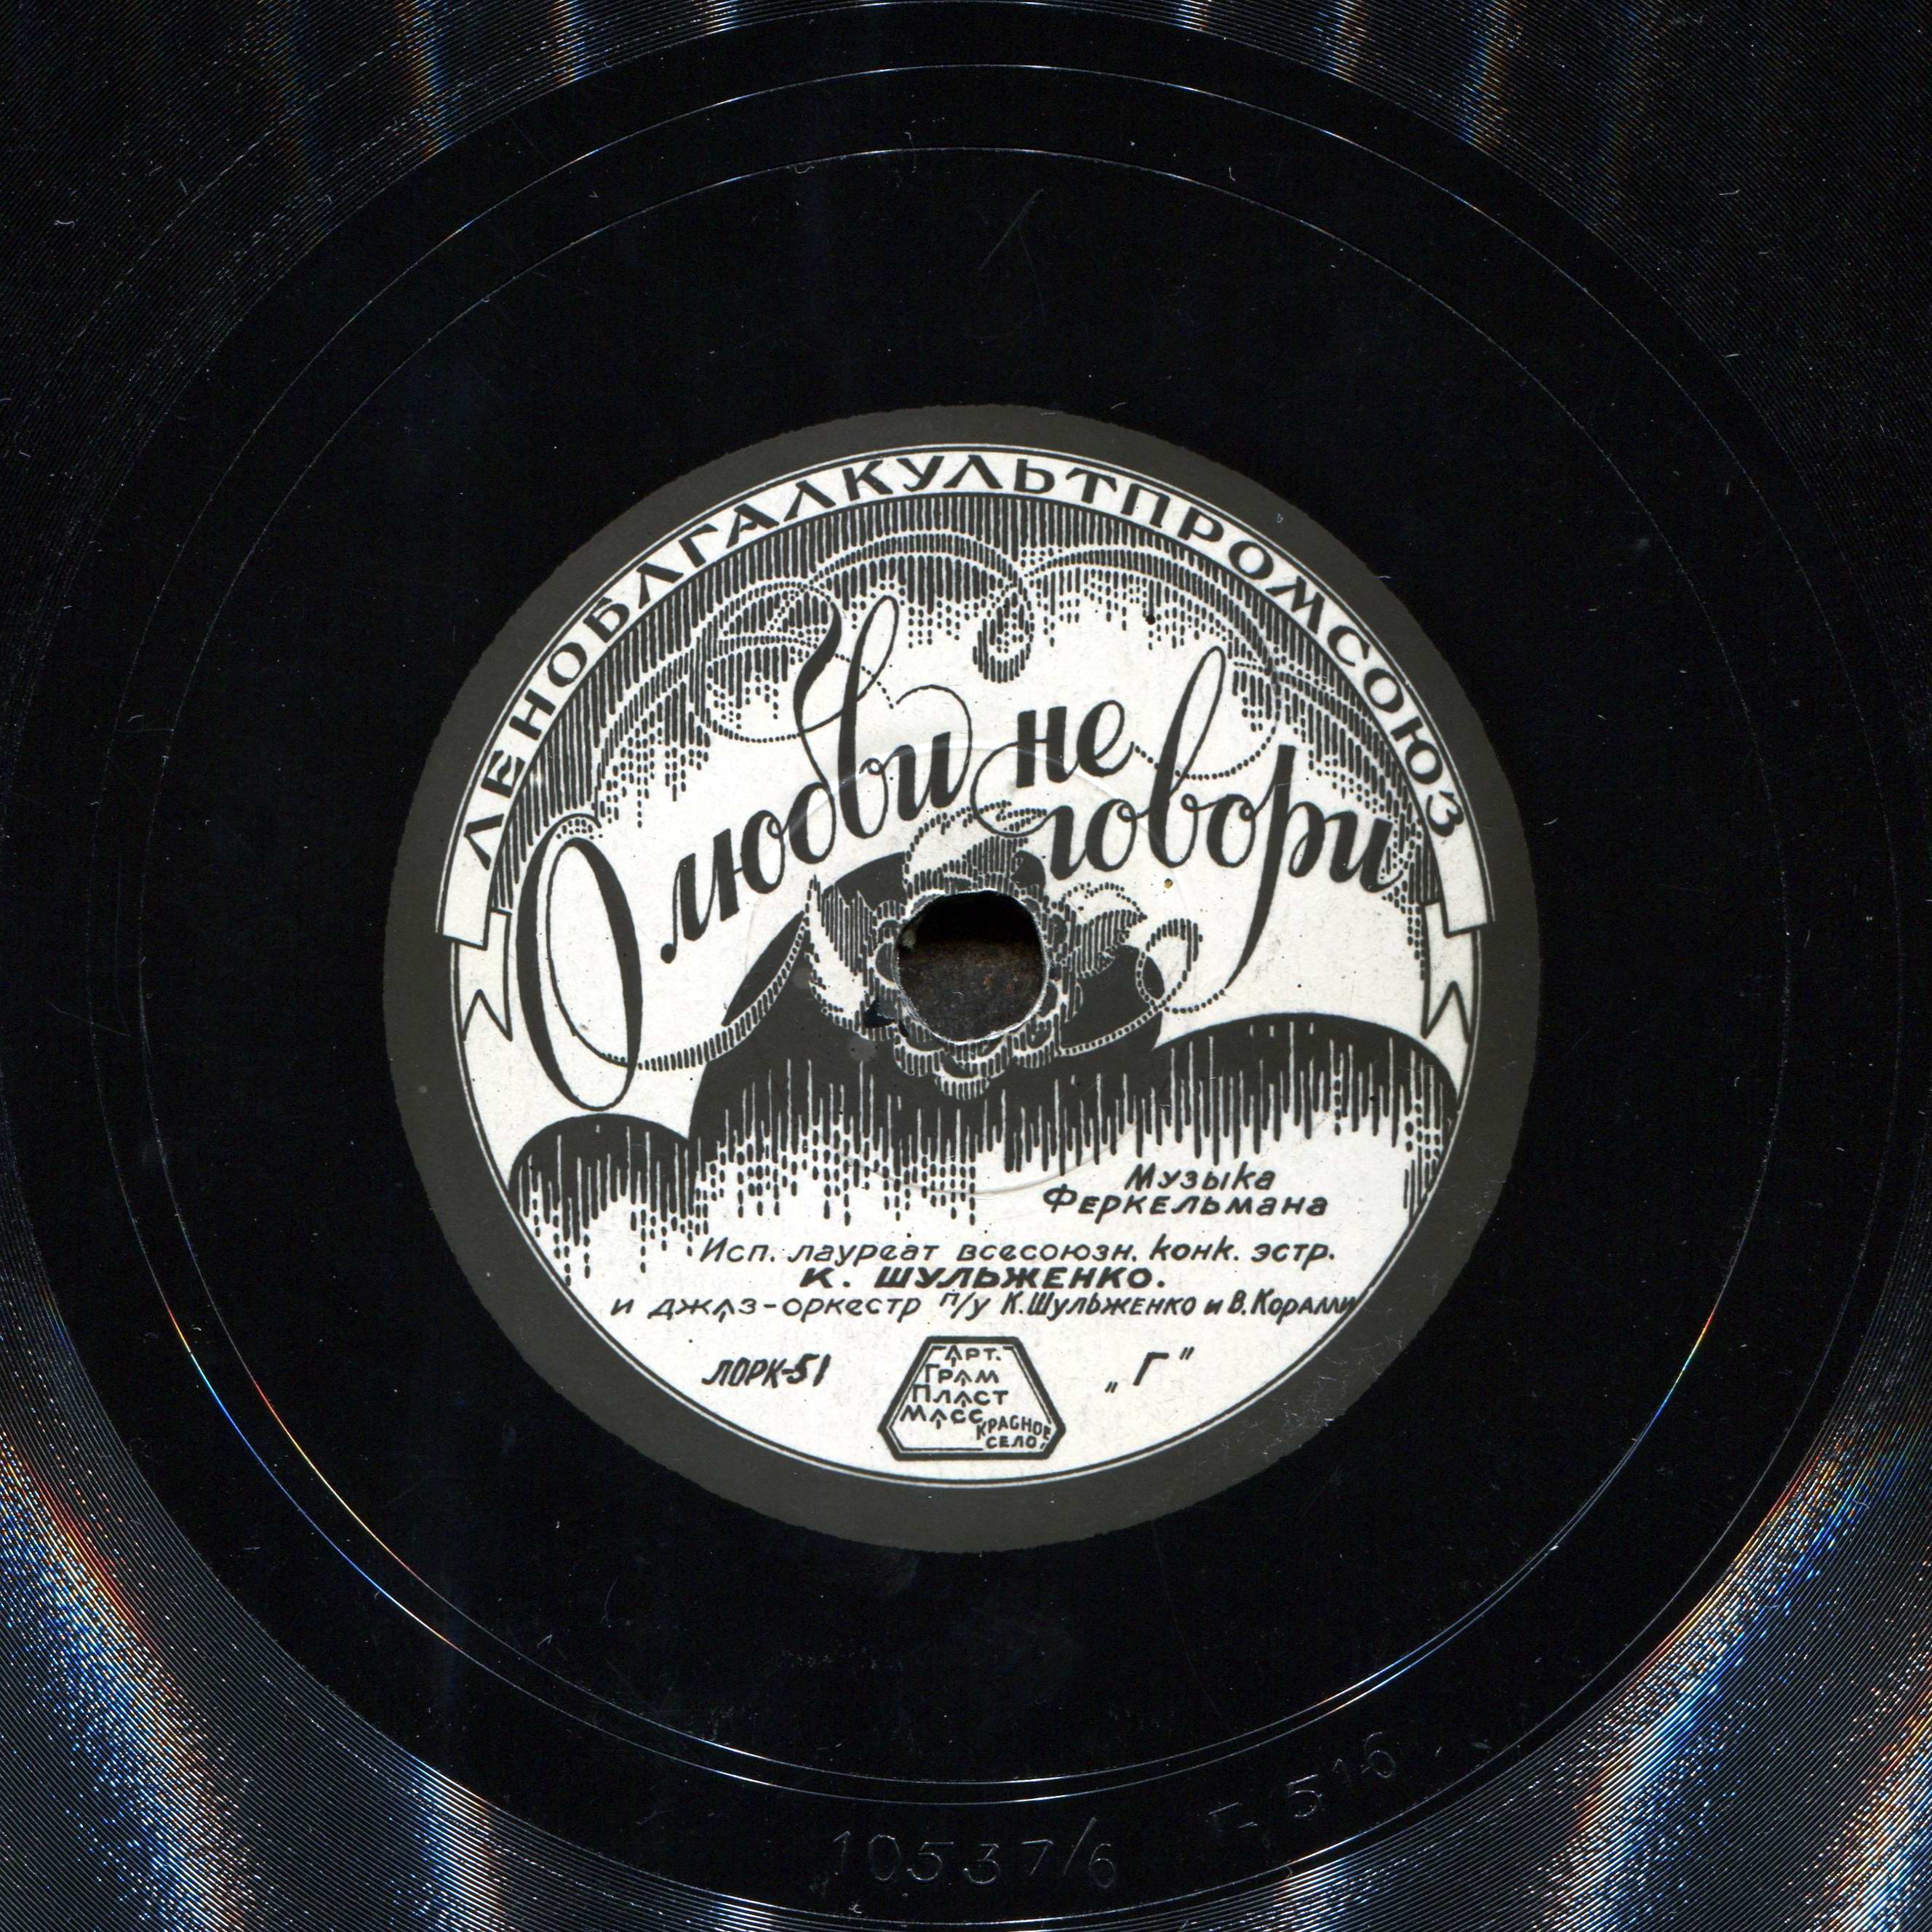 ЛЕНОБЛГАЛКУЛЬТПРОМСОЮЗ
О любви не
говори
Музыка
Феркельмана
Исп. лауреат всесоюзн. конк. эстр.
К. ШУЛЬЖЕНКО.
и джаз-оркестр п/у К.Шульженко и В.Коралли
ЛОРК-51
„Г"
Арт.
Грам
Пласт
Масс
Красное
село
10537/6 Г-516